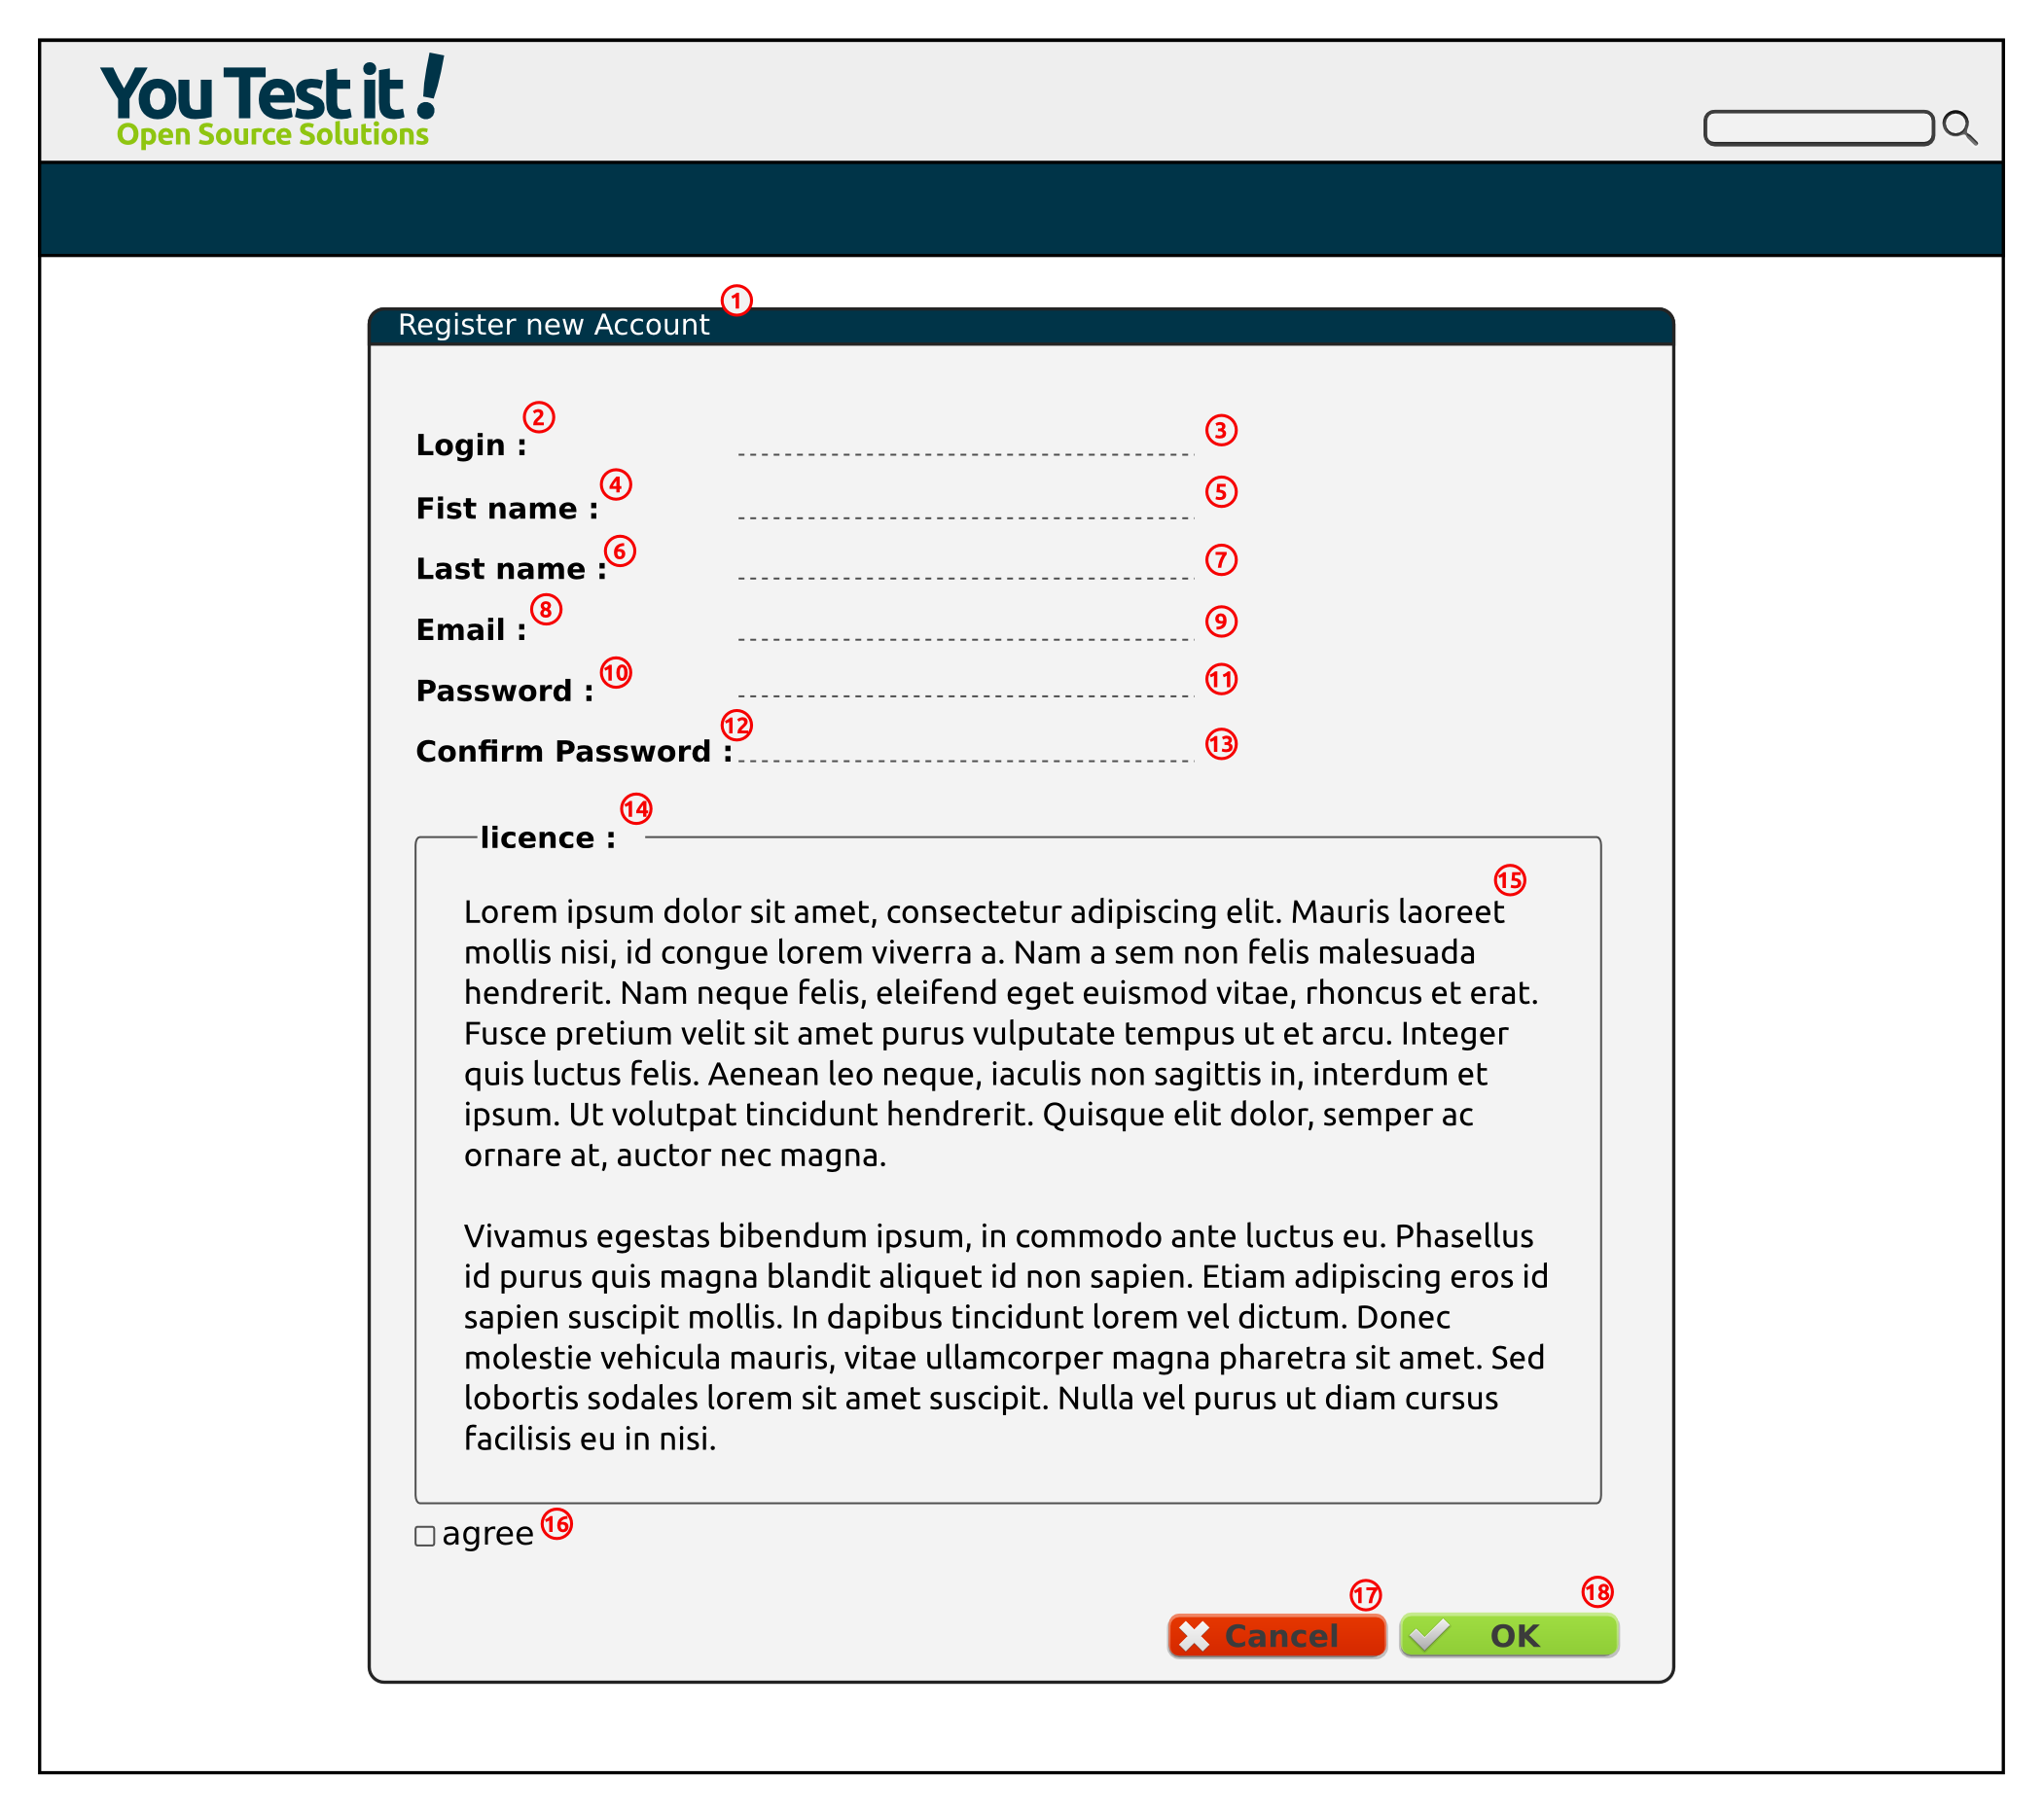 You Test it !
Open Source Solutions
1
Register new Account
2
Login :
3
4
Fist name :
5
6
Last name :
7
8
Email :
9
10
Password :
11
12
Confirm Password :
13
14
licence :
15
Lorem ipsum dolor sit amet, consectetur adipiscing elit. Mauris laoreet
mollis nisi, id congue lorem viverra a. Nam a sem non felis malesuada
hendrerit. Nam neque felis, eleifend eget euismod vitae, rhoncus et erat.
Fusce pretium velit sit amet purus vulputate tempus ut et arcu. Integer
quis luctus felis. Aenean leo neque, iaculis non sagittis in, interdum et
ipsum. Ut volutpat tincidunt hendrerit. Quisque elit dolor, semper ac
ornare at, auctor nec magna.
Vivamus egestas bibendum ipsum, in commodo ante luctus eu. Phasellus
id purus quis magna blandit aliquet id non sapien. Etiam adipiscing eros id
sapien suscipit mollis. In dapibus tincidunt lorem vel dictum. Donec
molestie vehicula mauris, vitae ullamcorper magna pharetra sit amet. Sed
lobortis sodales lorem sit amet suscipit. Nulla vel purus ut diam cursus
facilisis eu in nisi.
agree
16
17
Cancel
18
OK